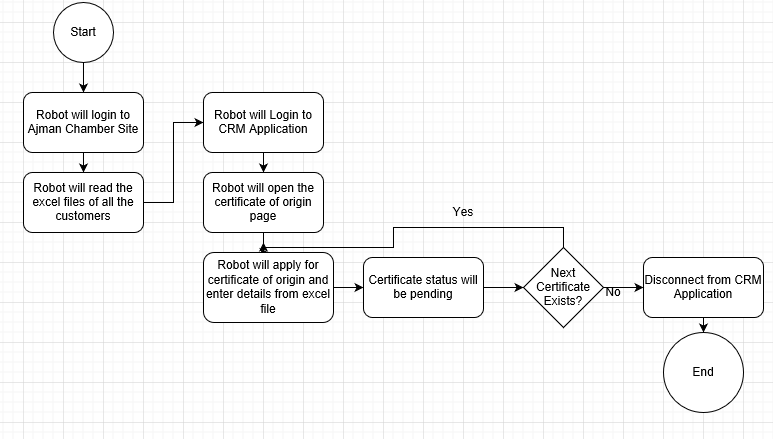 Start
Robot will login to
Ajman Chamber Site
Robot will read the
excel files of all the
customers
Robot will Login to
CRM Application
Robot will open the
certificate of origin
page
Yes
Robot will apply for
certificate of origin and
enter details from excel
file
Certificate status will
be pending
Next
Certificate
Exists?
No
Disconnect from CRM
Application
End